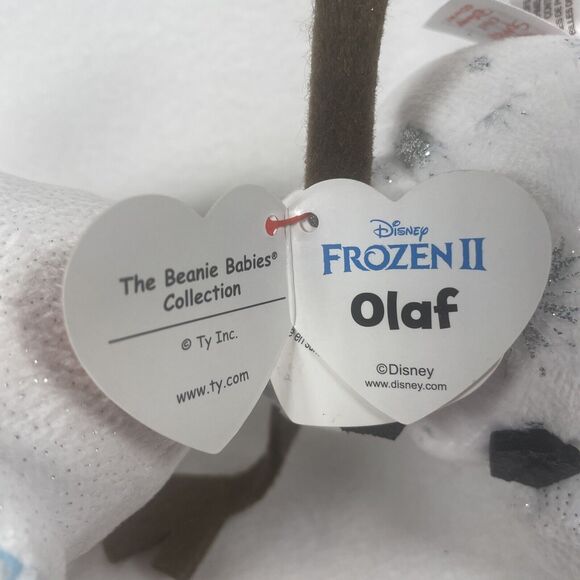 The Beanie Babies®
Collection
© Ty Inc.
www.ty.com
Disney
FROZEN II
Olaf
©Disney
www.disney.com